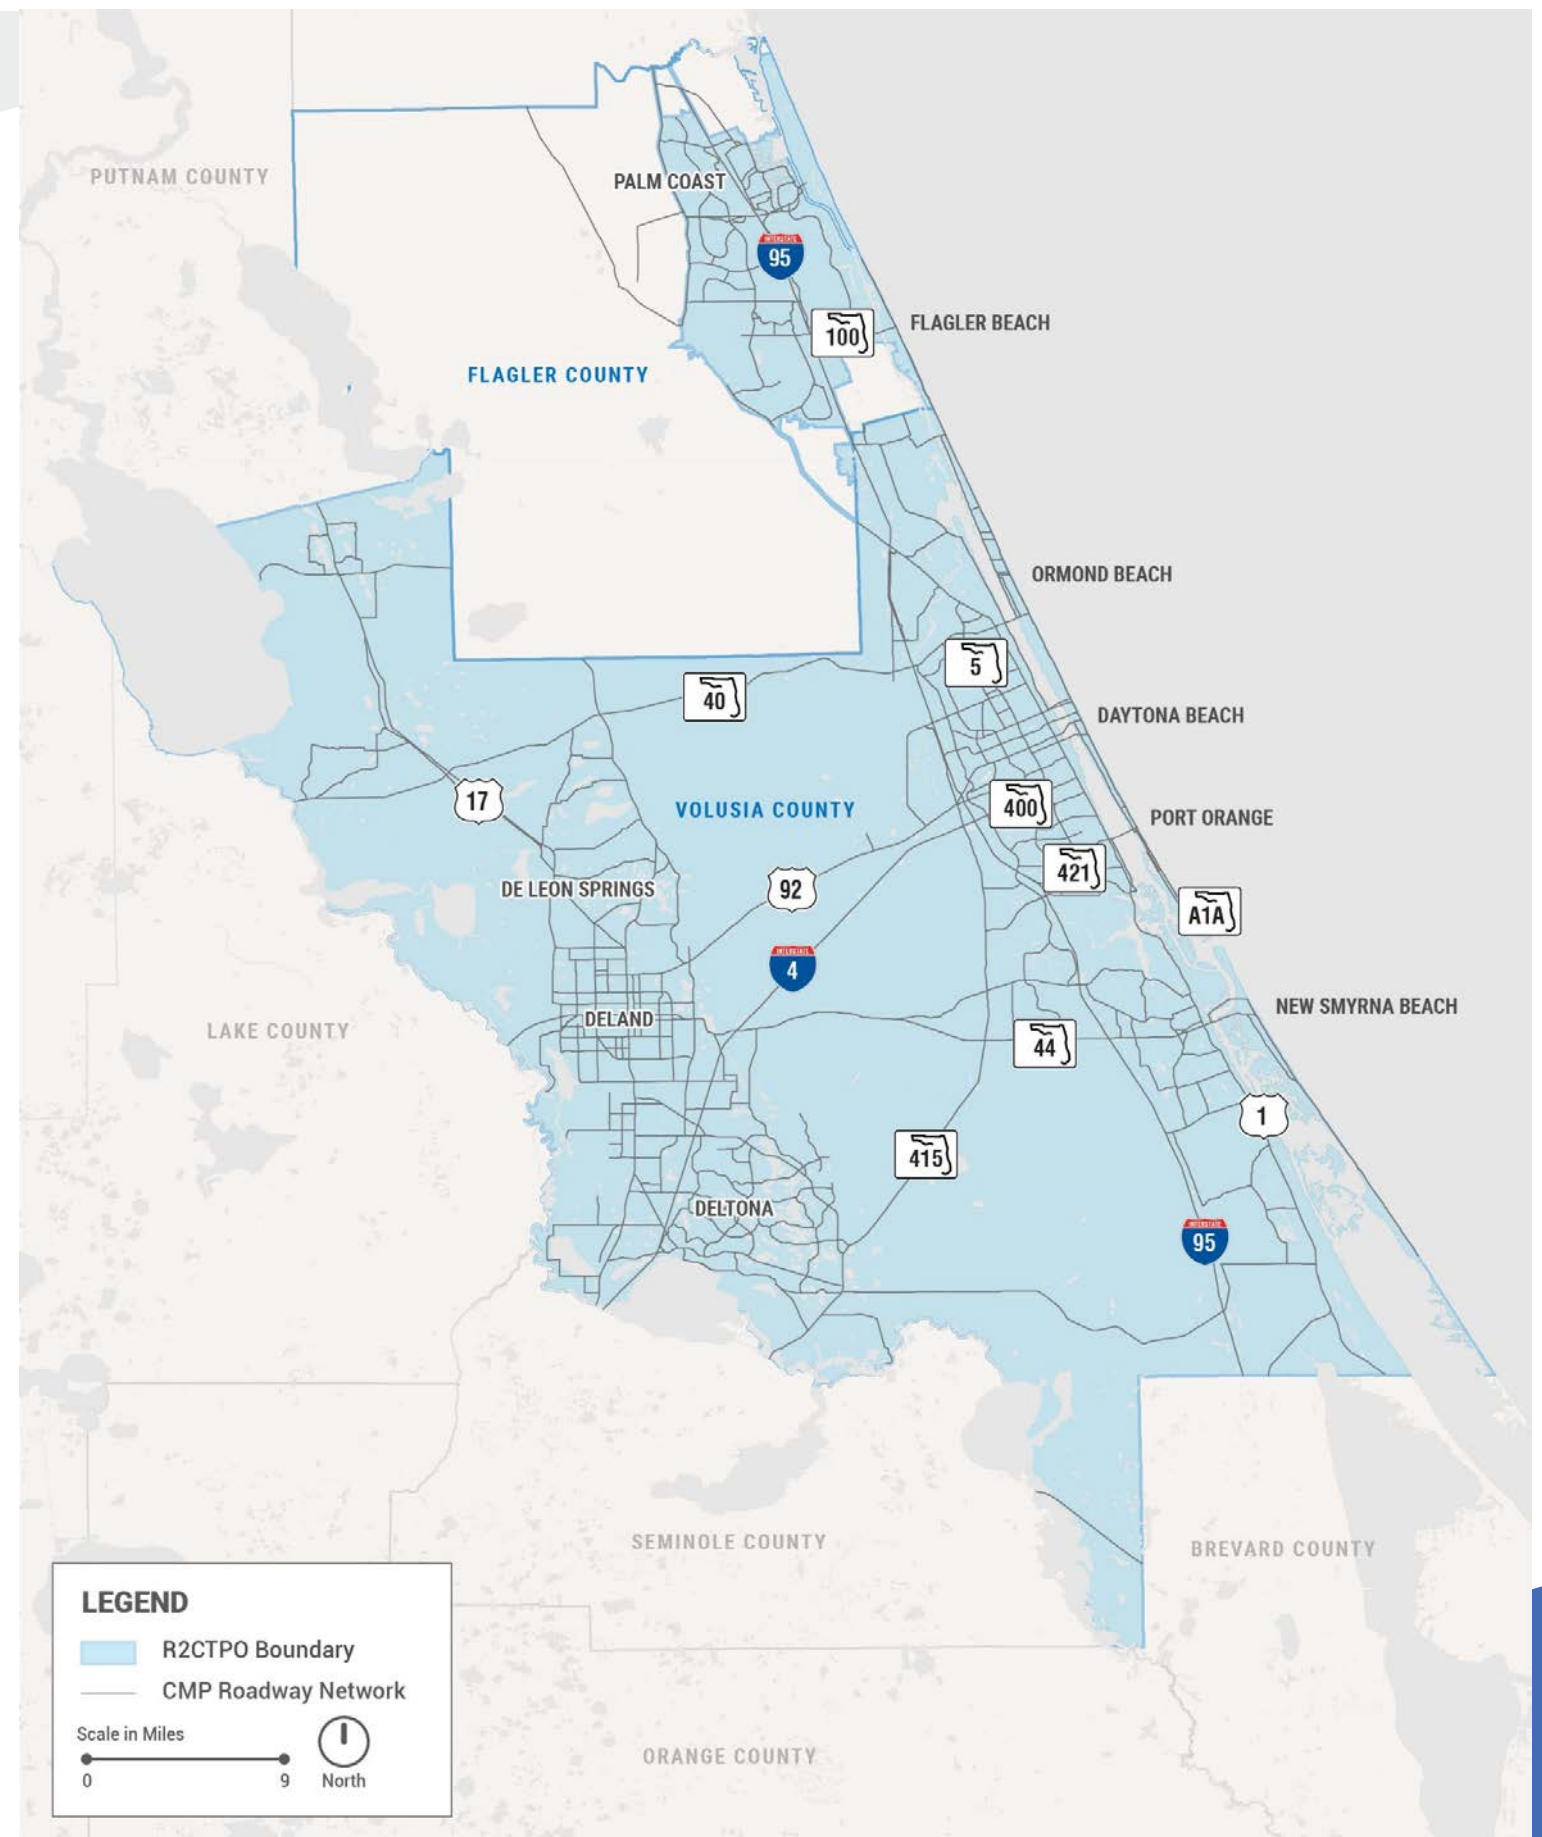 PUTNAM COUNTY
PALM COAST
INTERSTATE
95
100
FLAGLER BEACH
FLAGLER COUNTY
ORMOND BEACH
5
40
DAYTONA BEACH
17
VOLUSIA COUNTY
400
PORT ORANGE
421
DE LEON SPRINGS
92
A1A
INTERSTATE
4
NEW SMYRNA BEACH
DELAND
LAKE COUNTY
44
1
415
DELTONA
INTERSTATE
95
SEMINOLE COUNTY
BREVARD COUNTY
LEGEND
R2CTPO Boundary
CMP Roadway Network
Scale in Miles
0 9 North
ORANGE COUNTY